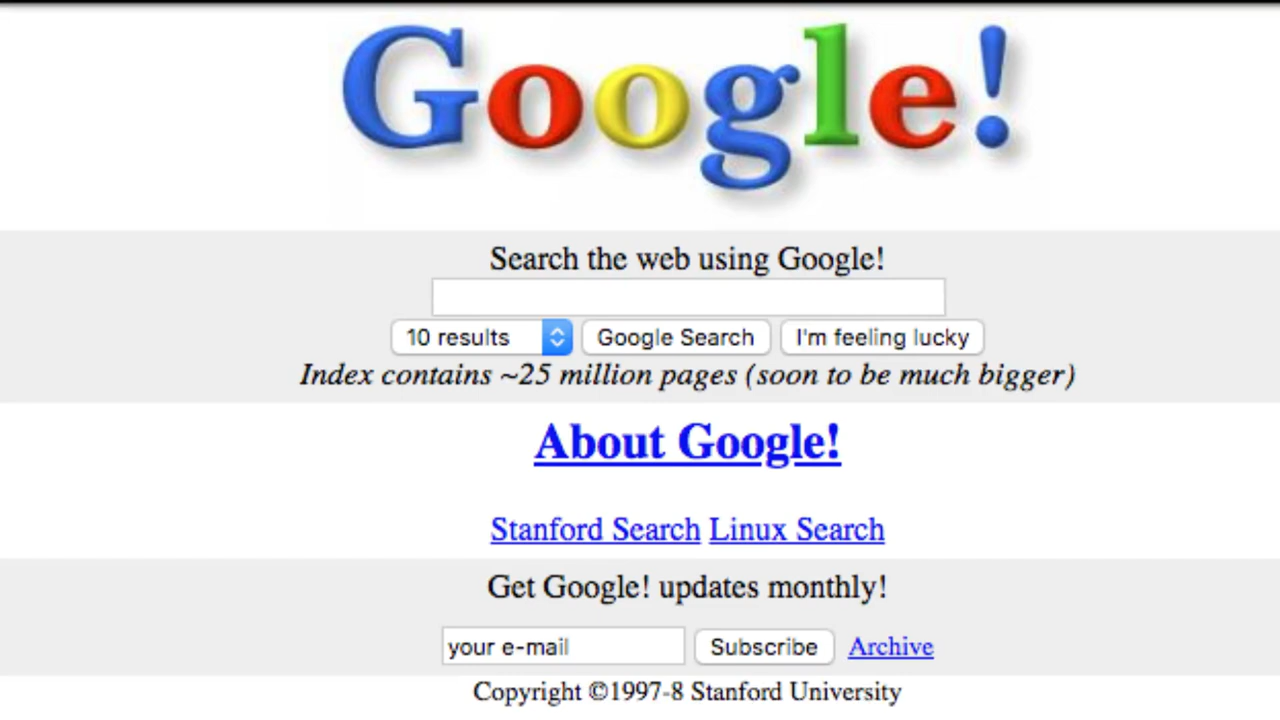 Google!
Search the web using Google!
10 results Google Search I'm feeling lucky
Index contains ~25 million pages (soon to be much bigger)
About Google!
Stanford Search Linux Search
Get Google! updates monthly!
your e-mail Subscribe Archive
Copyright ©1997-8 Stanford University